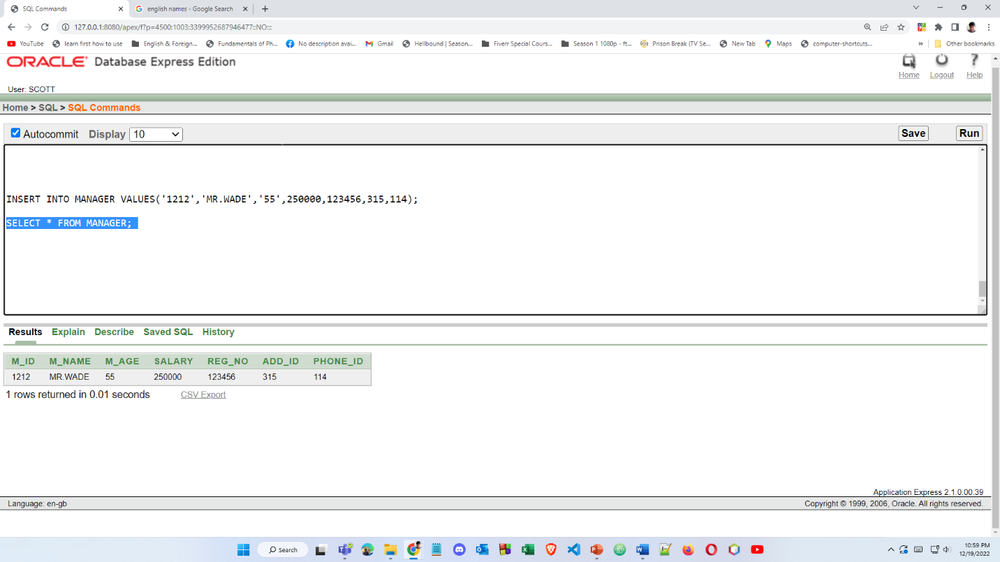 SQL Commands
english names - Google Search
127.0.0.1:8080/apex/f?p=4500:1003:3399952687946477::NO:::
YouTube
learn first how to use
English & Foreign...
Fundamentals of Ph...
No description avai...
Gmail
Hellbound | Season...
Fiverr Special Cours...
Season 1 1080p - ft...
Prison Break (TV Se...
New Tab
Maps
computer-shortcuts...
»
Other bookmarks
ORACLE Database Express Edition
Home
Logout
Help
User: SCOTT
Home > SQL > SQL Commands
Autocommit Display 10
Save
Run
INSERT INTO MANAGER VALUES('1212','MR.WADE','55',250000,123456,315,114);
SELECT * FROM MANAGER;
Results Explain Describe Saved SQL History
M_ID M_NAME M_AGE SALARY REG_NO ADD_ID PHONE_ID
1212 MR.WADE 55 250000 123456 315 114
1 rows returned in 0.01 seconds CSV Export
Application Express 2.1.0.00.39
Language: en-gb Copyright © 1999, 2006, Oracle. All rights reserved.
Search
10:59 PM
12/19/2022